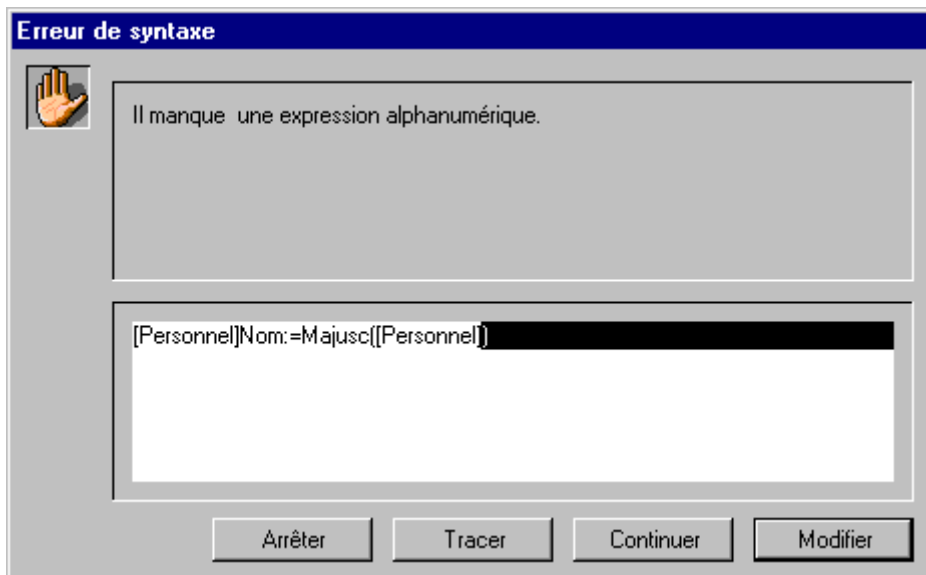 Erreur de syntaxe
Il manque  une expression alphanumérique.
[Personnel]Nom:=Majusc([Personnel])
Arrêter
Tracer
Continuer
Modifier